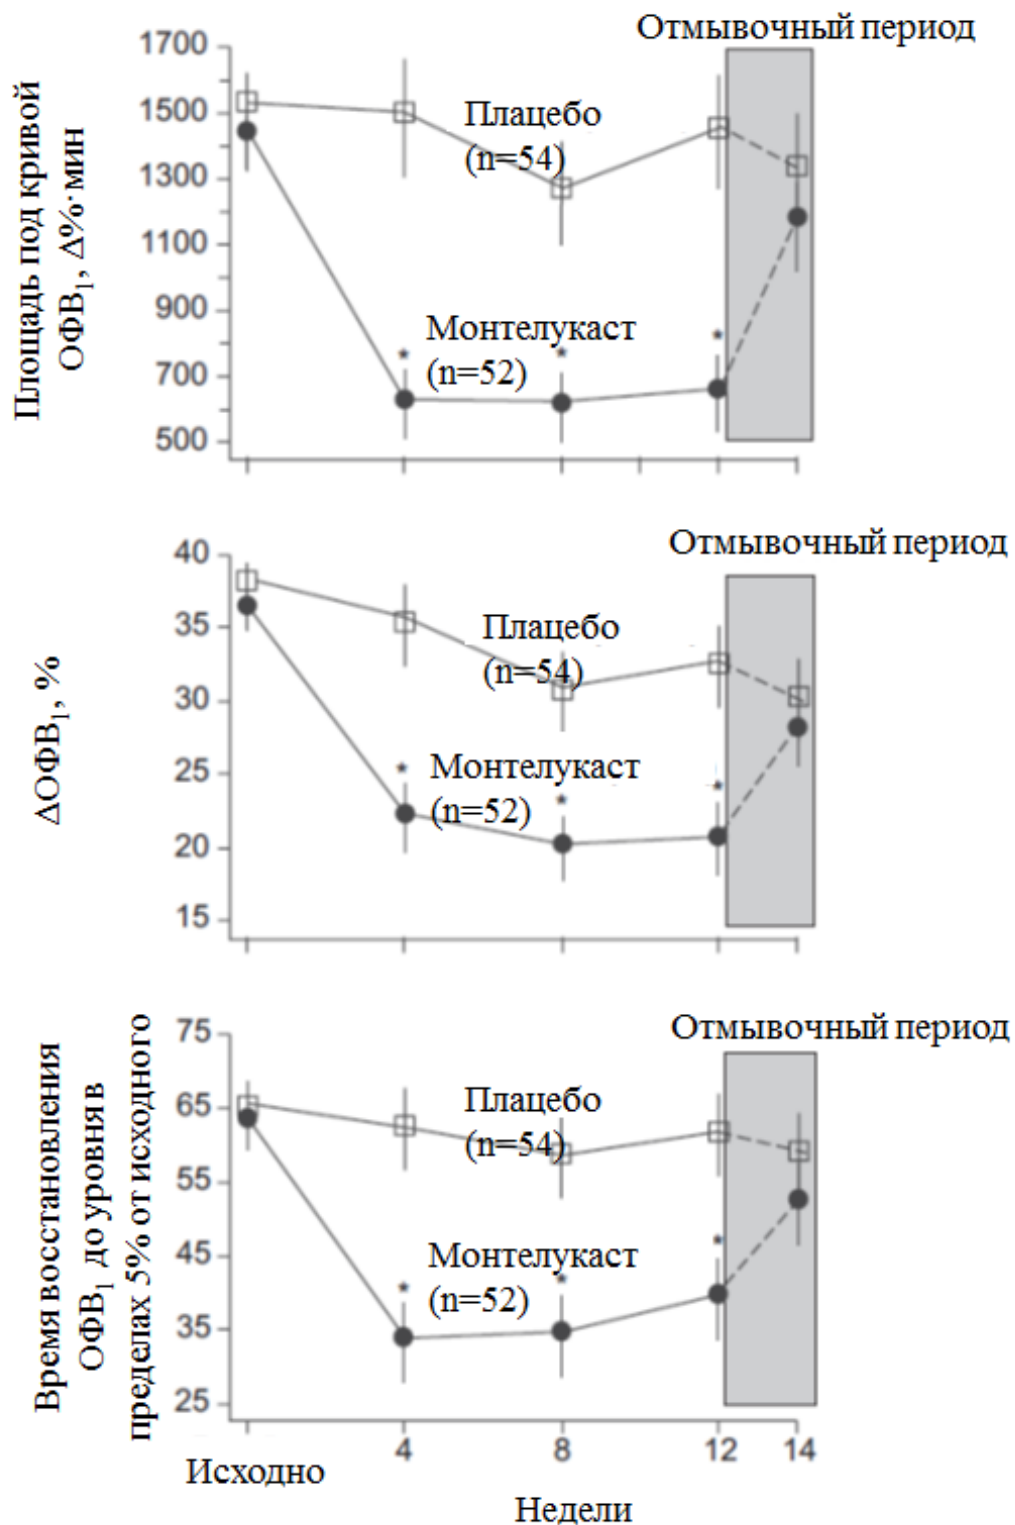 Отмывочный период
Площадь под кривой
ОФВ1, Δ%·мин
1700
1500
1300
1100
900
700
500
Плацебо
(n=54)
Монтелукаст
(n=52)
*
*
*
Отмывочный период
ΔОФВ1, %
40
35
30
25
20
15
Плацебо
(n=54)
Монтелукаст
(n=52)
*
*
*
Отмывочный период
Время восстановления
ОФВ1 до уровня в
пределах 5% от исходного
75
65
55
45
35
25
Плацебо
(n=54)
Монтелукаст
(n=52)
*
*
*
Исходно 4 8 12 14
Недели